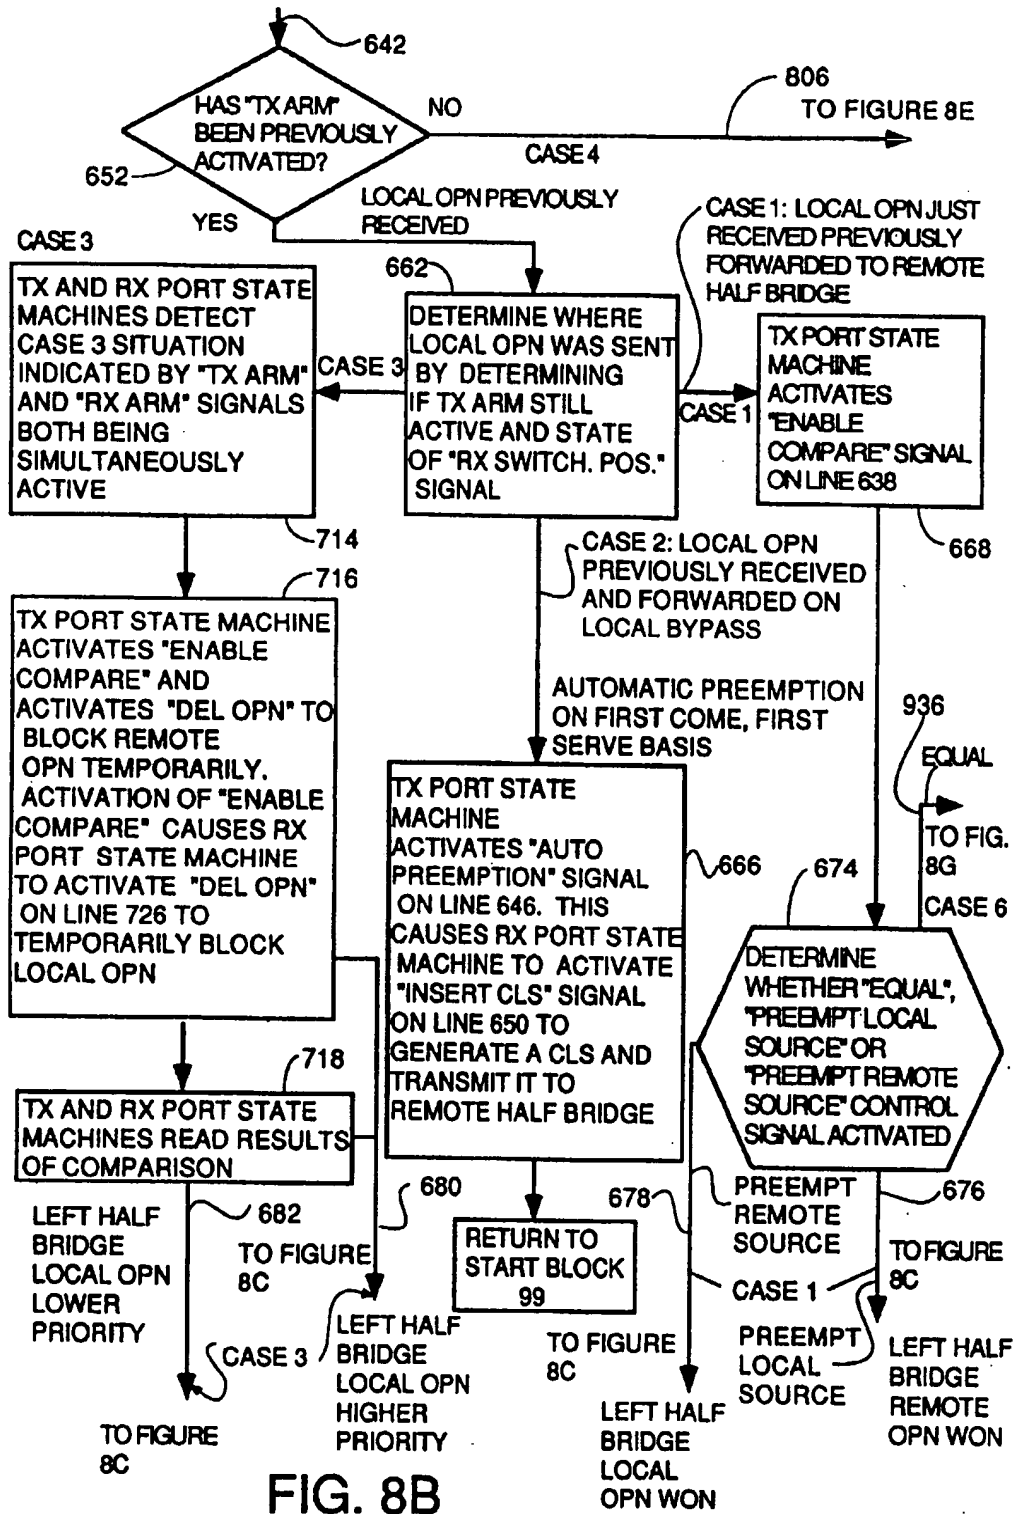 642
HAS "TX ARM"
BEEN PREVIOUSLY
ACTIVATED?
652
NO
CASE 4
806
TO FIGURE 8E
YES
LOCAL OPN PREVIOUSLY
RECEIVED
CASE 3
TX AND RX PORT STATE
MACHINES DETECT
CASE 3 SITUATION
INDICATED BY "TX ARM"
AND "RX ARM" SIGNALS
BOTH BEING
SIMULTANEOUSLY
ACTIVE
714
CASE 3
662
DETERMINE WHERE
LOCAL OPN WAS SENT
BY DETERMINING
IF TX ARM STILL
ACTIVE AND STATE
OF "RX SWITCH. POS."
SIGNAL
CASE 1
CASE 1: LOCAL OPN JUST
RECEIVED PREVIOUSLY
FORWARDED TO REMOTE
HALF BRIDGE
TX PORT STATE
MACHINE
ACTIVATES
"ENABLE
COMPARE" SIGNAL
ON LINE 638
668
716
TX PORT STATE MACHINE
ACTIVATES "ENABLE
COMPARE" AND
ACTIVATES "DEL OPN" TO
BLOCK REMOTE
OPN TEMPORARILY.
ACTIVATION OF "ENABLE
COMPARE" CAUSES RX
PORT STATE MACHINE
TO ACTIVATE "DEL OPN"
ON LINE 726 TO
TEMPORARILY BLOCK
LOCAL OPN
CASE 2: LOCAL OPN
PREVIOUSLY RECEIVED
AND FORWARDED ON
LOCAL BYPASS
AUTOMATIC PREEMPTION
ON FIRST COME, FIRST
SERVE BASIS
TX PORT STATE
MACHINE
ACTIVATES "AUTO
PREEMPTION" SIGNAL
ON LINE 646. THIS
CAUSES RX PORT STATE
MACHINE TO ACTIVATE
"INSERT CLS" SIGNAL
ON LINE 650 TO
GENERATE A CLS AND
TRANSMIT IT TO
REMOTE HALF BRIDGE
666
936
EQUAL
TO FIG.
8G
CASE 6
674
DETERMINE
WHETHER "EQUAL",
"PREEMPT LOCAL
SOURCE" OR
"PREEMPT REMOTE
SOURCE" CONTROL
SIGNAL ACTIVATED
718
TX AND RX PORT STATE
MACHINES READ RESULTS
OF COMPARISON
682
LEFT HALF
BRIDGE
LOCAL OPN
LOWER
PRIORITY
680
TO FIGURE
8C
CASE 3
LEFT HALF
BRIDGE
LOCAL OPN
HIGHER
PRIORITY
TO FIGURE
8C
RETURN TO
START BLOCK
99
678
PREEMPT
REMOTE
SOURCE
676
TO FIGURE
8C
CASE 1
TO FIGURE
8C
PREEMPT
LOCAL
SOURCE
LEFT HALF
BRIDGE
REMOTE
OPN WON
LEFT HALF
BRIDGE
LOCAL
OPN WON
FIG. 8B